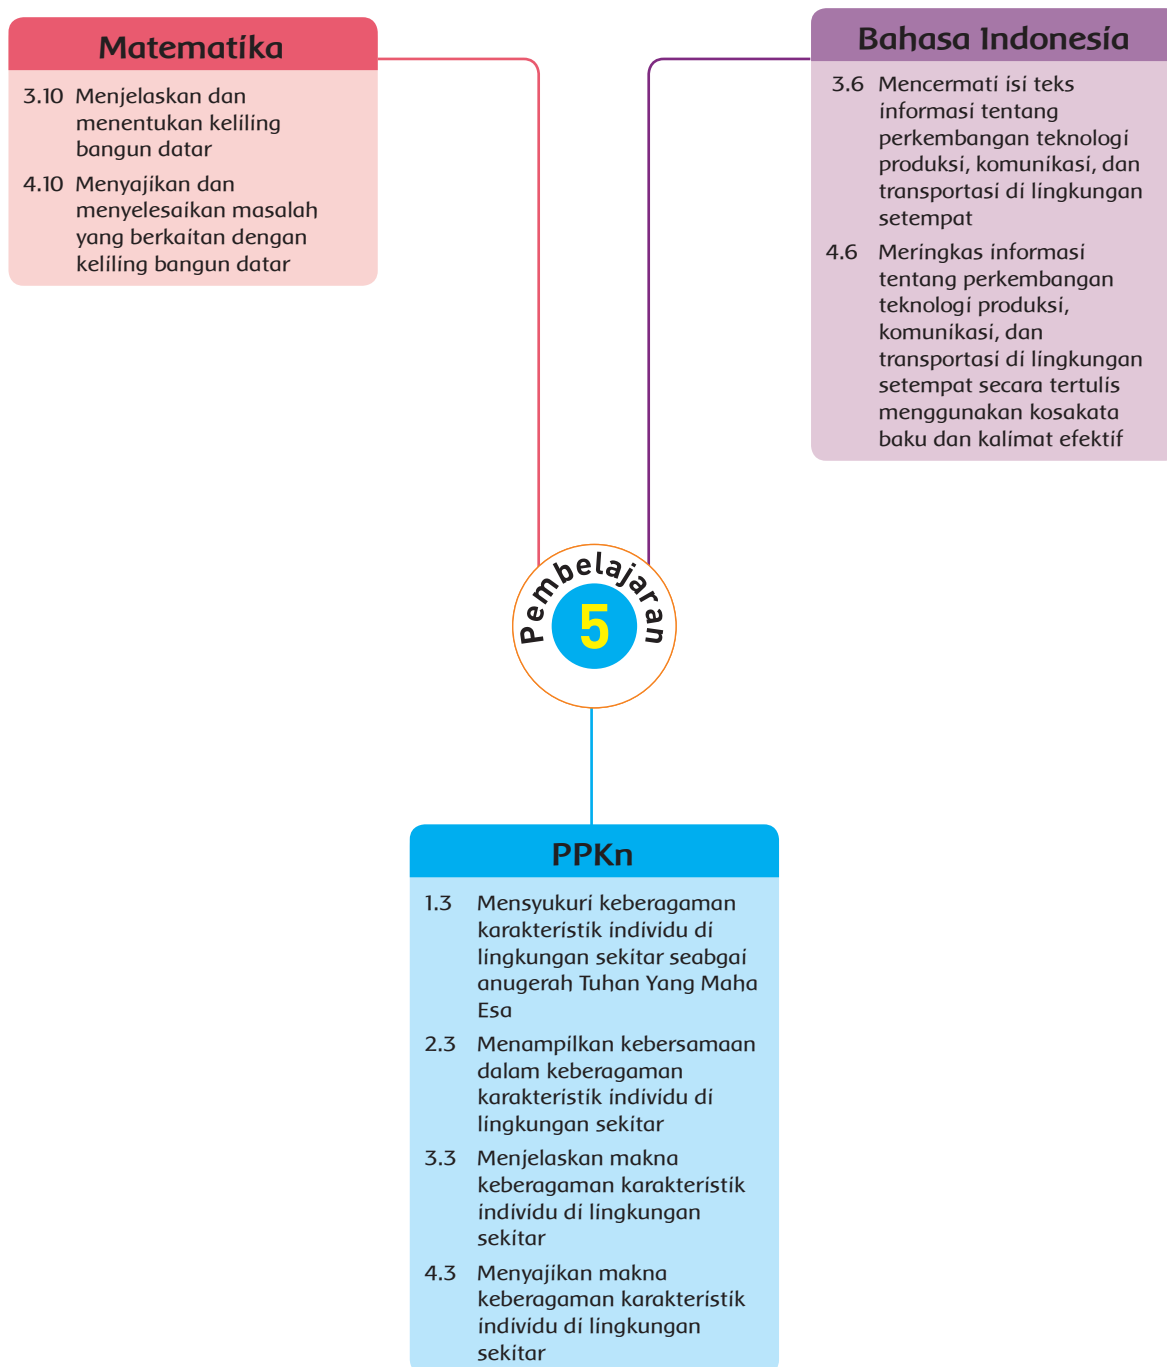 Matematika
3.10 Menjelaskan dan
menentukan keliling
bangun datar
4.10 Menyajikan dan
menyelesaikan masalah
yang berkaitan dengan
keliling bangun datar
Bahasa Indonesia
3.6 Mencermati isi teks
informasi tentang
perkembangan teknologi
produksi, komunikasi, dan
transportasi di lingkungan
setempat
4.6 Meringkas informasi
tentang perkembangan
teknologi produksi,
komunikasi, dan
transportasi di lingkungan
setempat secara tertulis
menggunakan kosakata
baku dan kalimat efektif
Pembelajaran
5
PPKn
1.3 Mensyukuri keberagaman
karakteristik individu di
lingkungan sekitar seabgai
anugerah Tuhan Yang Maha
Esa
2.3 Menampilkan kebersamaan
dalam keberagaman
karakteristik individu di
lingkungan sekitar
3.3 Menjelaskan makna
keberagaman karakteristik
individu di lingkungan
sekitar
4.3 Menyajikan makna
keberagaman karakteristik
individu di lingkungan
sekitar